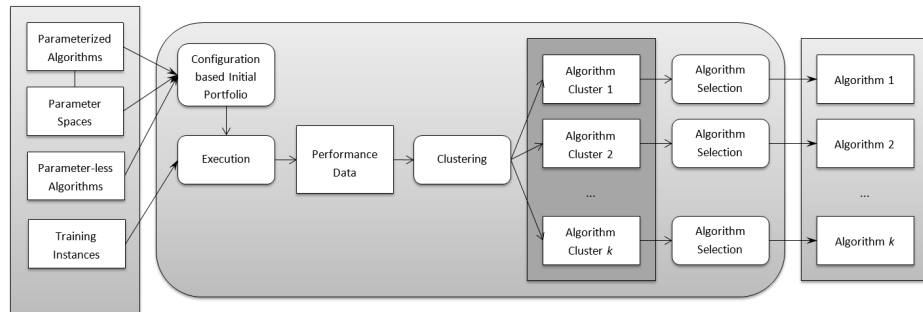 Parameterized
Algorithms
Parameter
Spaces
Parameter-less
Algorithms
Training
Instances
Configuration
based Initial
Portfolio
Execution
Performance
Data
Clustering
Algorithm
Cluster 1
Algorithm
Cluster 2
...
Algorithm
Cluster k
Algorithm
Selection
Algorithm
Selection
Algorithm
Selection
Algorithm 1
Algorithm 2
...
Algorithm k